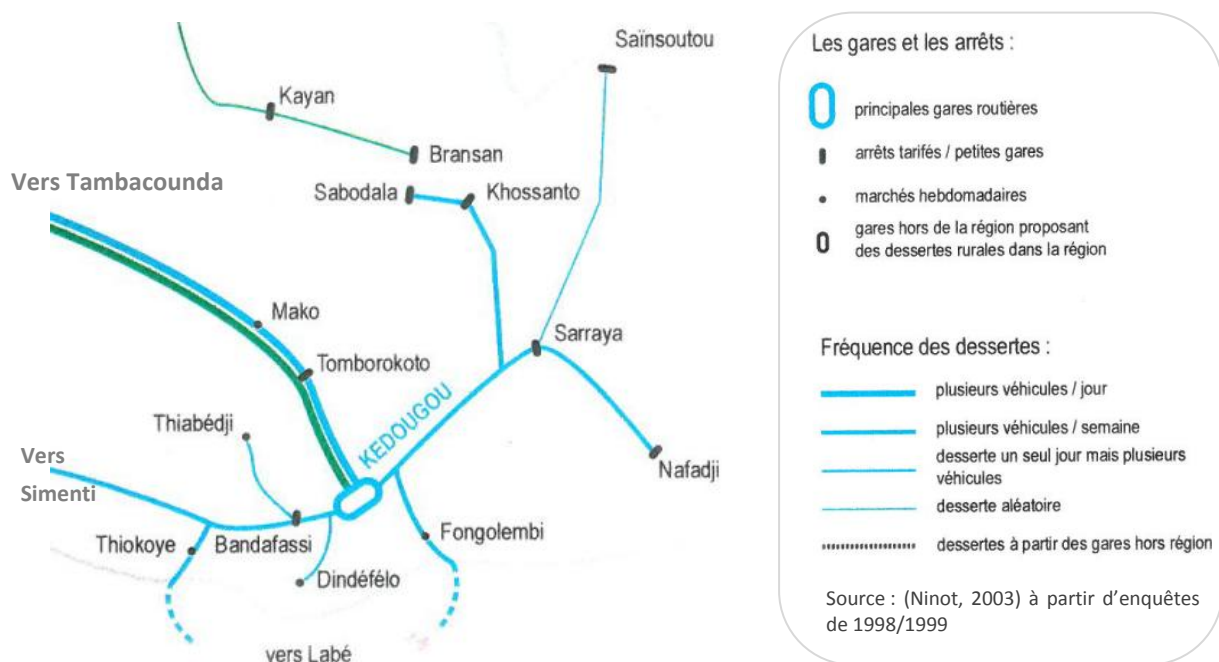 Saïnsoutou
Kayan
Bransan
Vers Tambacounda
Sabodala
Khossanto
Mako
Sarraya
Tomborokoto
KEDOUGOU
Thiabédji
Vers
Simenti
Nafadji
Thiokoye
Bandafassi
Fongolembi
Dindéfélo
vers Labé
Les gares et les arrêts :
principales gares routières
arrêts tarifés / petites gares
marchés hebdomadaires
gares hors de la région proposant
des dessertes rurales dans la région
Fréquence des dessertes :
plusieurs véhicules / jour
plusieurs véhicules / semaine
desserte un seul jour mais plusieurs
véhicules
desserte aléatoire
dessertes à partir des gares hors région
Source : (Ninot, 2003) à partir d'enquêtes
de 1998/1999